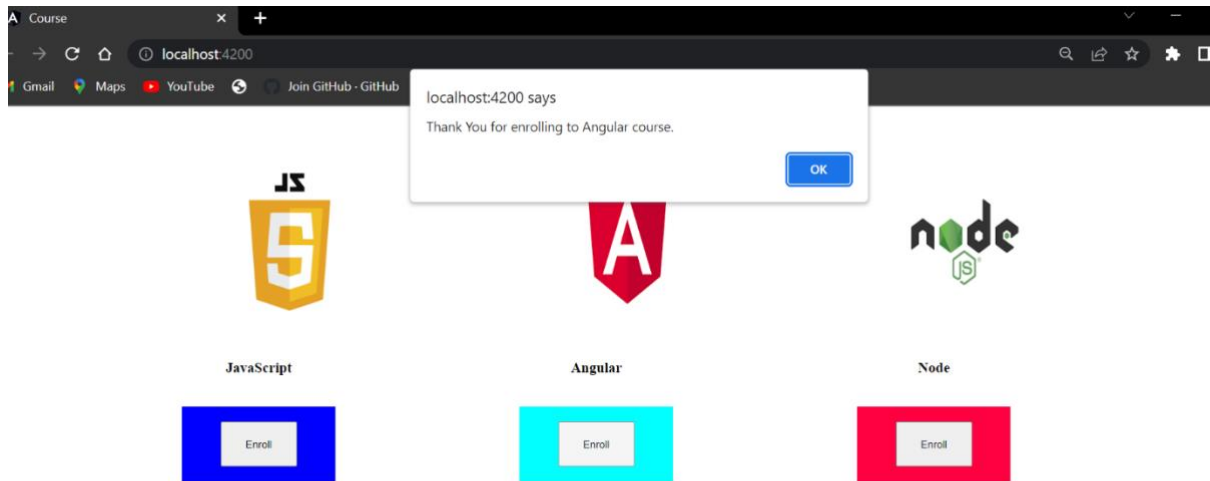 Course
localhost:4200
Gmail Maps YouTube Join GitHub · GitHub
localhost:4200 says
Thank You for enrolling to Angular course.
OK
JS
5
A
node
JS
JavaScript Angular Node
Enroll Enroll Enroll